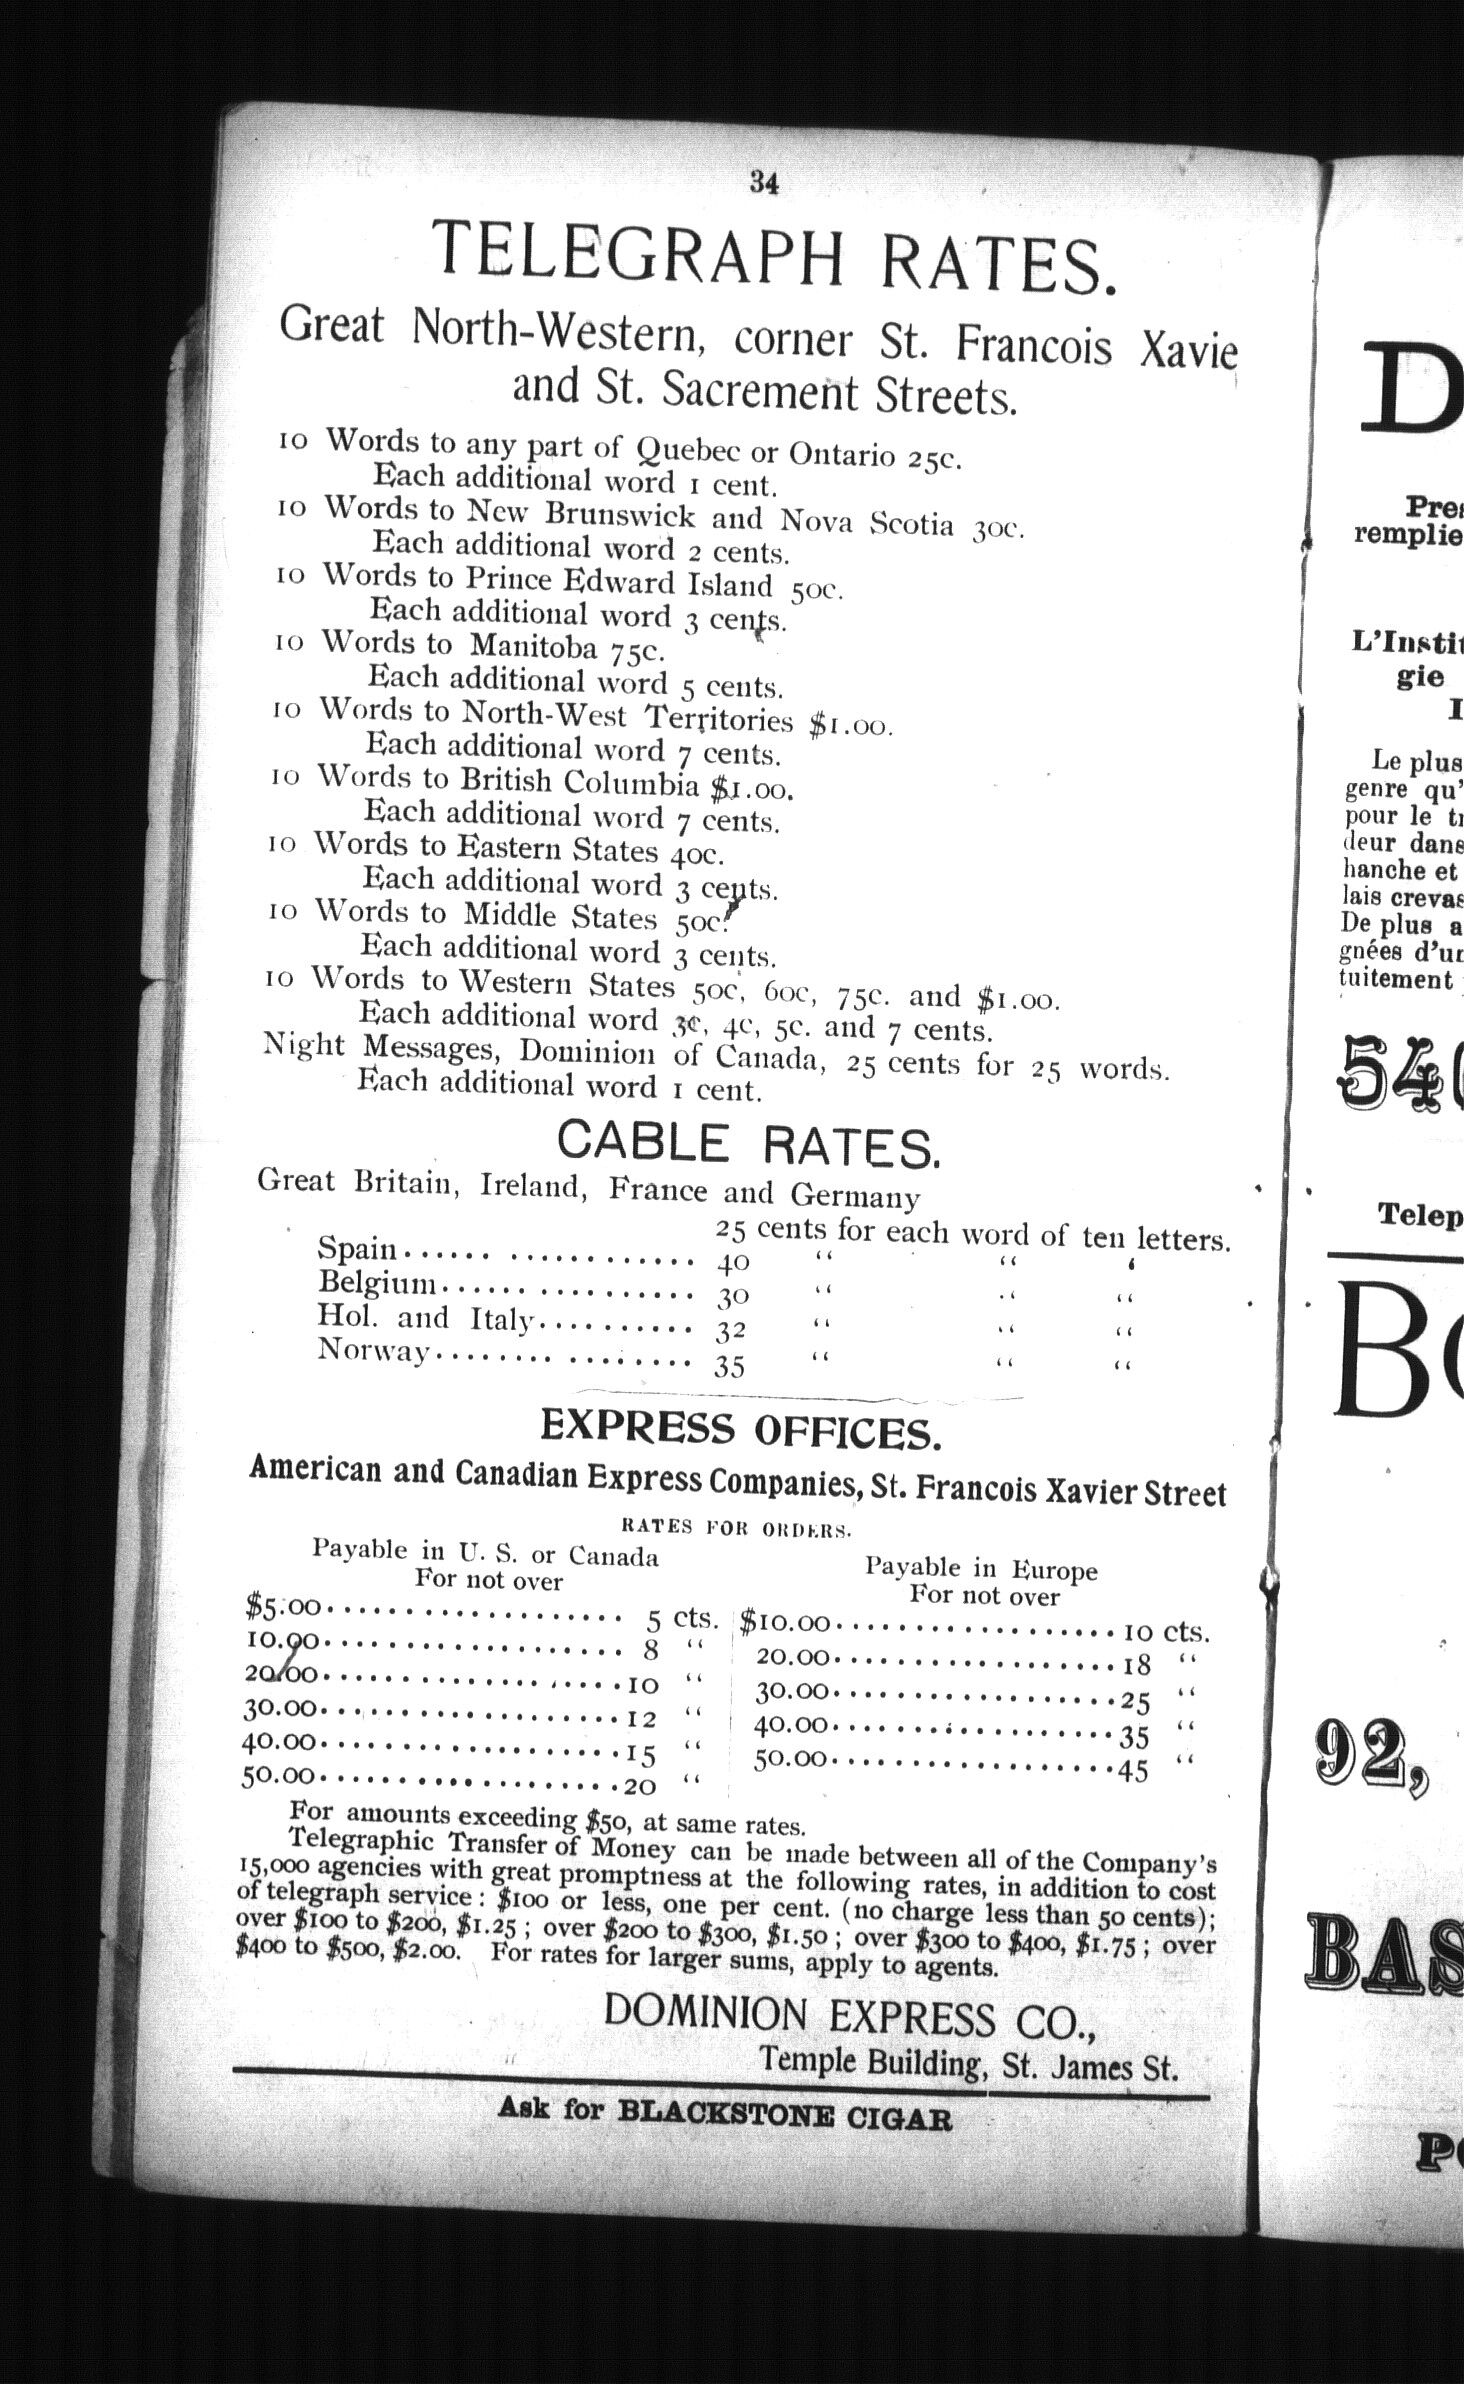 34
TELEGRAPH RATES.
Great North-Western, corner St. Francois Xavie
and St. Sacrement Streets.
10 Words to any part of Quebec or Ontario 25c.
Each additional word 1 cent.
10 Words to New Brunswick and Nova Scotia 30c.
Each additional word 2 cents.
10 Words to Prince Edward Island 50c.
Each additional word 3 cents.
10 Words to Manitoba 75c.
Each additional word 5 cents.
10 Words to North-West Territories $1.00.
Each additional word 7 cents.
10 Words to British Columbia $1.00.
Each additional word 7 cents.
10 Words to Eastern States 40c.
Each additional word 3 cents.
10 Words to Middle States 50c.
Each additional word 3 cents.
10 Words to Western States 50c, 60c, 75c. and $1.00.
Each additional word 3c, 4c, 5c. and 7 cents.
Night Messages, Dominion of Canada, 25 cents for 25 words.
Each additional word 1 cent.
CABLE RATES.
Great Britain, Ireland, France and Germany
25 cents for each word of ten letters.
Spain...... ............ 40 " " "
Belgium...... ............ 30 " " "
Hol. and Italy.......... 32 " " "
Norway........ ........ 35 " " "
EXPRESS OFFICES.
American and Canadian Express Companies, St. Francois Xavier Street
RATES FOR ORDERS.
Payable in U. S. or Canada
For not over
$5.00.................... 5 cts.
10.00.................... 8 "
20.00....................10 "
30.00....................12 "
40.00....................15 "
50.00....................20 "
Payable in Europe
For not over
$10.00..................10 cts.
20.00..................18 "
30.00..................25 "
40.00..................35 "
50.00..................45 "
For amounts exceeding $50, at same rates.
Telegraphic Transfer of Money can be made between all of the Company's
15,000 agencies with great promptness at the following rates, in addition to cost
of telegraph service : $100 or less, one per cent. (no charge less than 50 cents);
over $100 to $200, $1.25 ; over $200 to $300, $1.50 ; over $300 to $400, $1.75 ; over
$400 to $500, $2.00. For rates for larger sums, apply to agents.
DOMINION EXPRESS CO.,
Temple Building, St. James St.
Ask for BLACKSTONE CIGAR
D
Pres
remplie
L'Instit
gie
Le plus
genre qu'
pour le tr
deur dans
hanche et
lais crevas
De plus a
gnées d'un
tuitement
540
Telep
BO
92,
BAS
PO